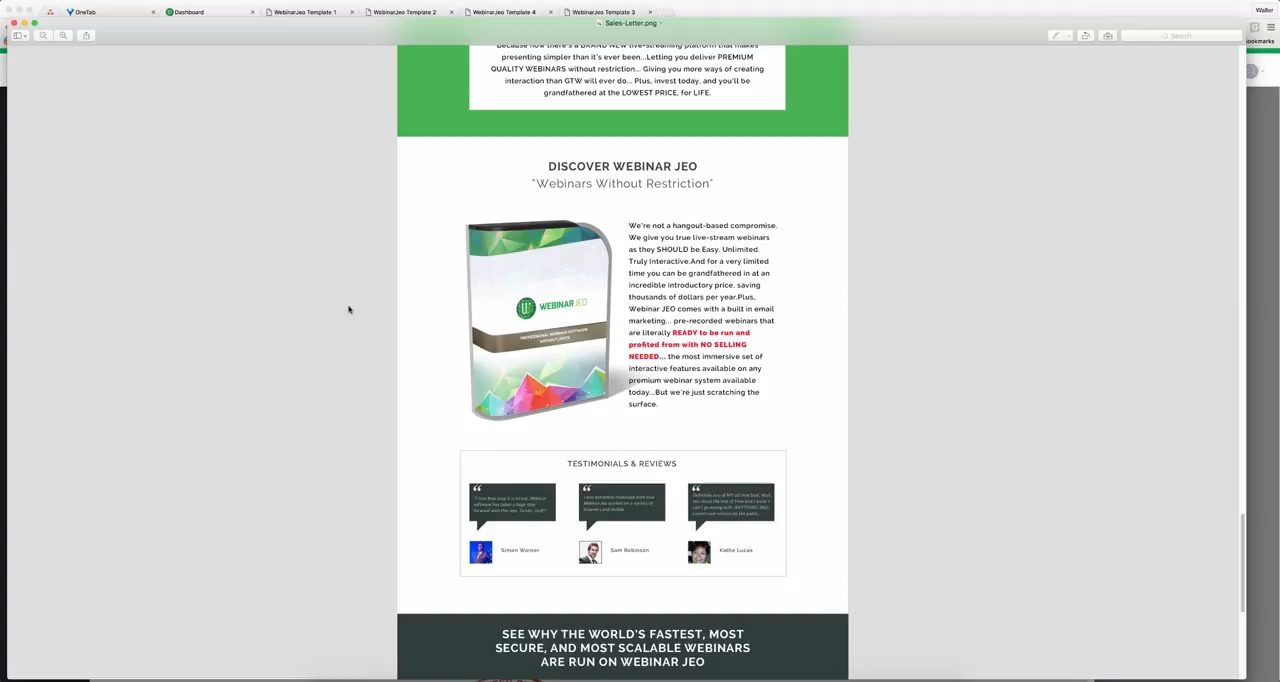 OneTab
Dashboard
WebinarJeo Template 1
WebinarJeo Template 2
WebinarJeo Template 4
WebinarJeo Template 3
Walter
Sales-Letter.png
Search
Bookmarks
Because now there's a BRAND NEW live-streaming platform that makes
presenting simpler than it's ever been...Letting you deliver PREMIUM
QUALITY WEBINARS without restriction... Giving you more ways of creating
interaction than GTW will ever do... Plus, invest today, and you'll be
grandfathered at the LOWEST PRICE, for LIFE.
DISCOVER WEBINAR JEO
"Webinars Without Restriction"
WEBINARJEO
PROFESSIONAL WEBINAR SOFTWARE
WITHOUT LIMITS
We're not a hangout-based compromise.
We give you true live-stream webinars
as they SHOULD be.Easy. Unlimited.
Truly Interactive.And for a very limited
time you can be grandfathered in at an
incredible introductory price, saving
thousands of dollars per year.Plus,
Webinar JEO comes with a built in email
marketing... pre-recorded webinars that
are literally READY to be run and
profited from with NO SELLING
NEEDED... the most immersive set of
interactive features available on any
premium webinar system available
today...But we're just scratching the
surface.
TESTIMONIALS & REVIEWS
Simon Warner
Sam Robinson
Kathe Lucas
SEE WHY THE WORLD'S FASTEST, MOST
SECURE, AND MOST SCALABLE WEBINARS
ARE RUN ON WEBINAR JEO